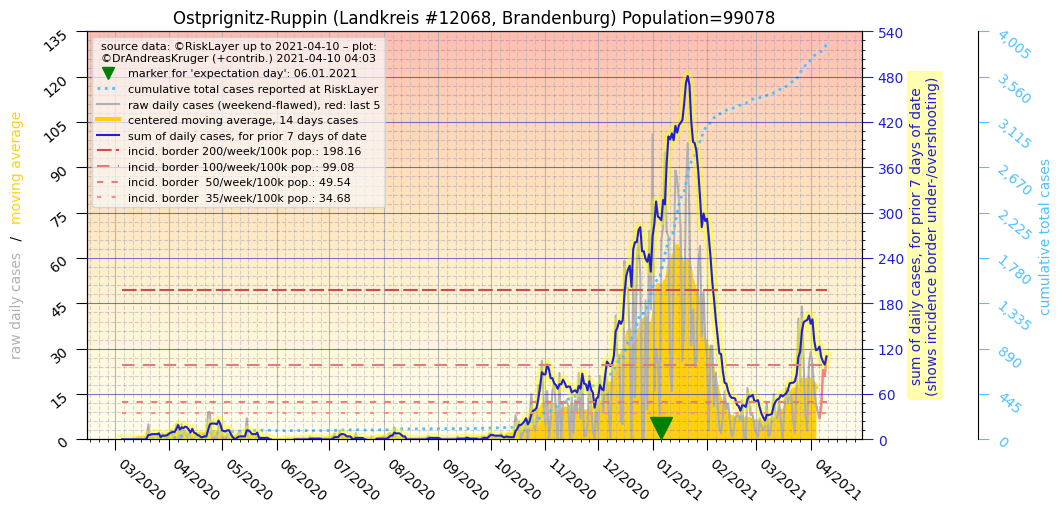 Ostprignitz-Ruppin (Landkreis #12068, Brandenburg) Population=99078
source data: ©RiskLayer up to 2021-04-10 – plot:
©DrAndreasKruger (+contrib.) 2021-04-10 04:03
marker for 'expectation day': 06.01.2021
cumulative total cases reported at RiskLayer
raw daily cases (weekend-flawed), red: last 5
centered moving average, 14 days cases
sum of daily cases, for prior 7 days of date
incid. border 200/week/100k pop.: 198.16
incid. border 100/week/100k pop.: 99.08
incid. border  50/week/100k pop.: 49.54
incid. border  35/week/100k pop.: 34.68
raw daily cases  /  moving average
135
120
105
90
75
60
45
30
15
0
03/2020
04/2020
05/2020
06/2020
07/2020
08/2020
09/2020
10/2020
11/2020
12/2020
01/2021
02/2021
03/2021
04/2021
540
480
420
360
300
240
180
120
60
0
sum of daily cases, for prior 7 days of date
(shows incidence border under-/overshooting)
4,005
3,560
3,115
2,670
2,225
1,780
1,335
890
445
0
cumulative total cases